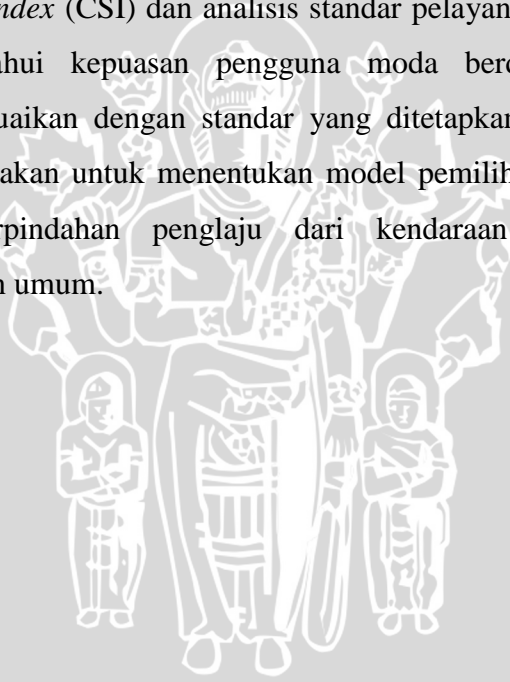 ndex (CSI) dan analisis standar pelayan
ahui kepuasan pengguna moda berd
uaikan dengan standar yang ditetapkan
akan untuk menentukan model pemilih
rpindahan penglaju dari kendaraan
n umum.